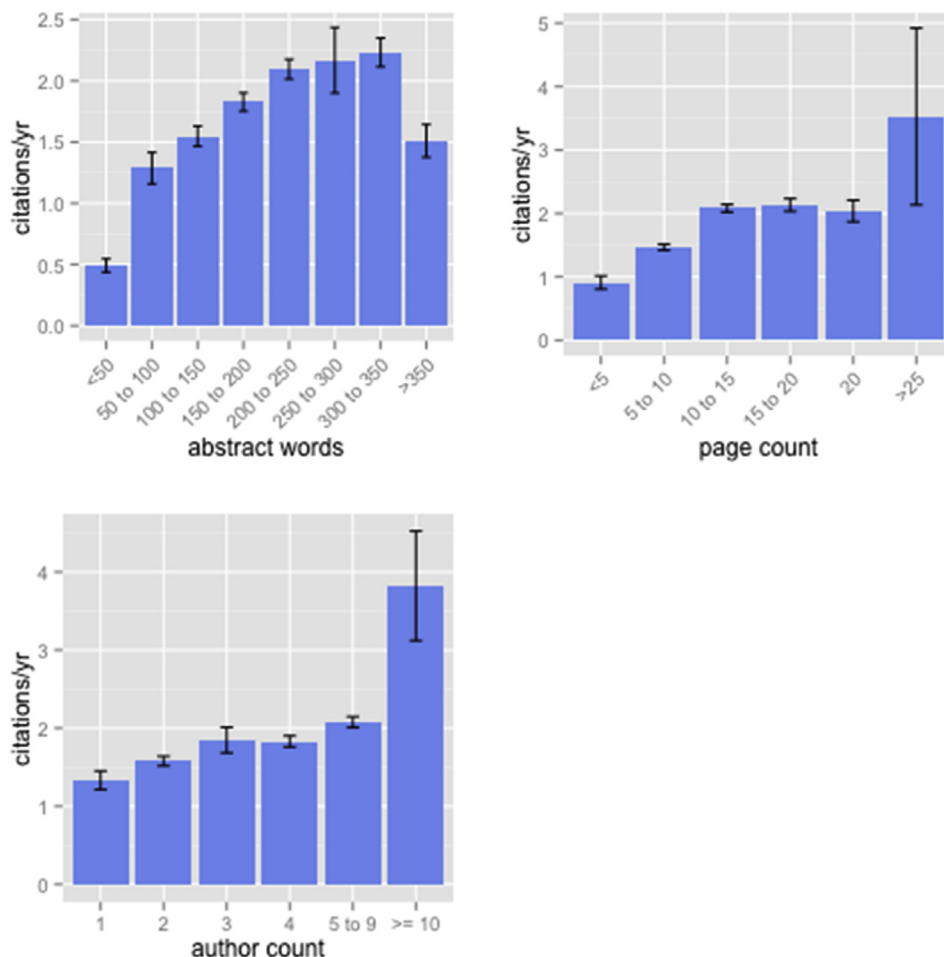 2.5
2.0
1.5
1.0
0.5
0.0
citations/yr
<50
50 to 100
100 to 150
150 to 200
200 to 250
250 to 300
300 to 350
>350
abstract words
5
4
3
2
1
0
citations/yr
<5
5 to 10
10 to 15
15 to 20
20
>25
page count
4
3
2
1
0
citations/yr
1 2 3 4 5 to 9 >= 10
author count